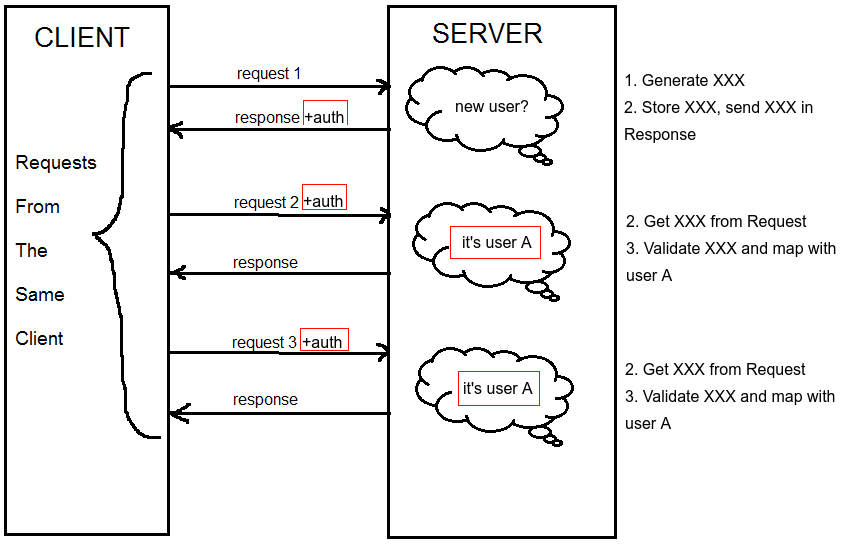 CLIENT
SERVER
Requests
From
The
Same
Client
request 1
new user?
response +auth
1. Generate XXX
2. Store XXX, send XXX in
Response
request 2 +auth
it's user A
response
2. Get XXX from Request
3. Validate XXX and map with
user A
request 3 +auth
it's user A
response
2. Get XXX from Request
3. Validate XXX and map with
user A